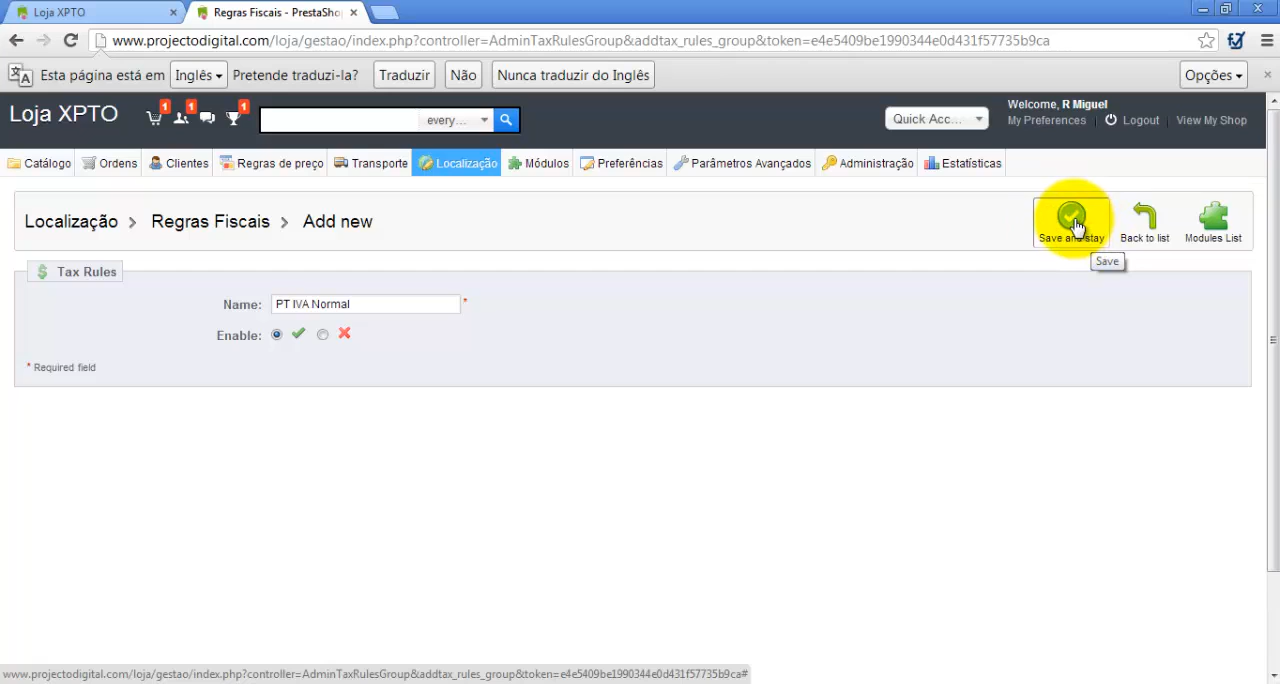 Loja XPTO
Regras Fiscais - PrestaSho
www.projectodigital.com/loja/gestao/index.php?controller=AdminTaxRulesGroup&addtax_rules_group&token=e4e5409be1990344e0d431f57735b9ca
Esta página está em Inglês Pretende traduzi-la? Traduzir Não Nunca traduzir do Inglês Opções
Loja XPTO 1 1 1 every... Quick Acc... Welcome, R Miguel
My Preferences Logout View My Shop
Catálogo Ordens Clientes Regras de preço Transporte Localização Módulos Preferências Parâmetros Avançados Administração Estatísticas
Localização > Regras Fiscais > Add new
Save and stay Back to list Modules List
Save
Tax Rules
Name: PT IVA Normal *
Enable:
* Required field
www.projectodigital.com/loja/gestao/index.php?controller=AdminTaxRulesGroup&addtax_rules_group&token=e4e5409be1990344e0d431f57735b9ca#